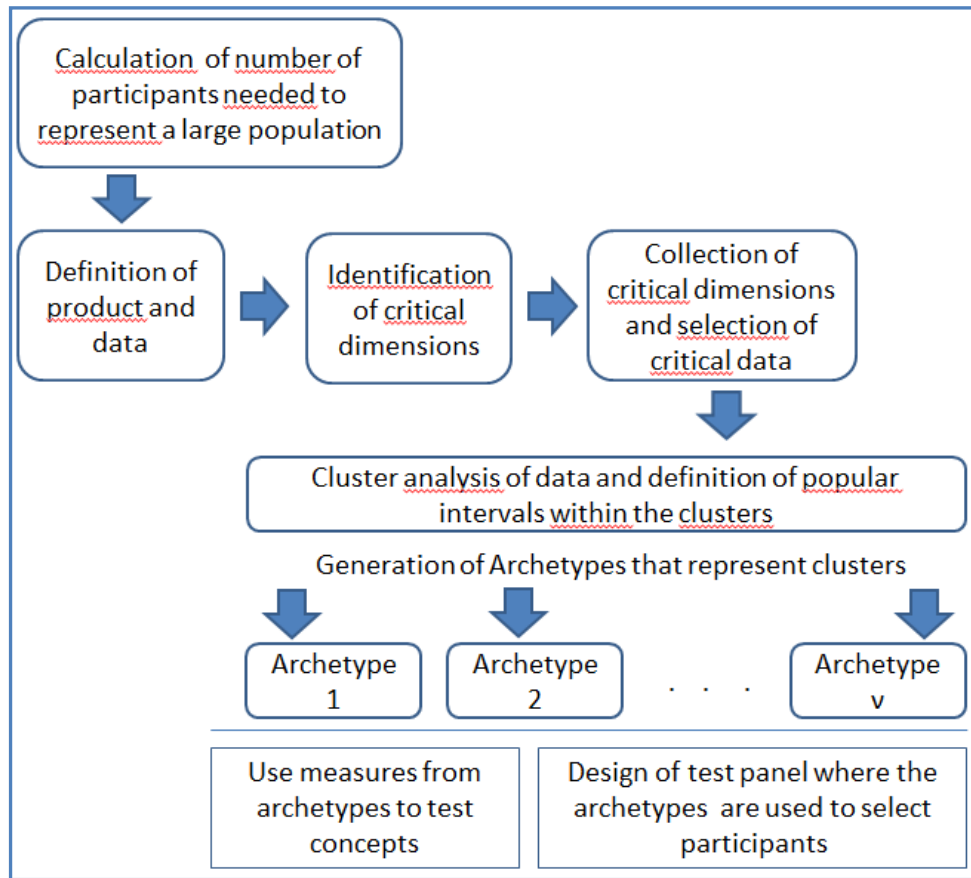 Calculation of number of
participants needed to
represent a large population
Definition of
product and
data
Identification
of critical
dimensions
Collection of
critical dimensions
and selection of
critical data
Cluster analysis of data and definition of popular
intervals within the clusters
Generation of Archetypes that represent clusters
Archetype
1
Archetype
2
. . .
Archetype
ν
Use measures from
archetypes to test
concepts
Design of test panel where the
archetypes are used to select
participants